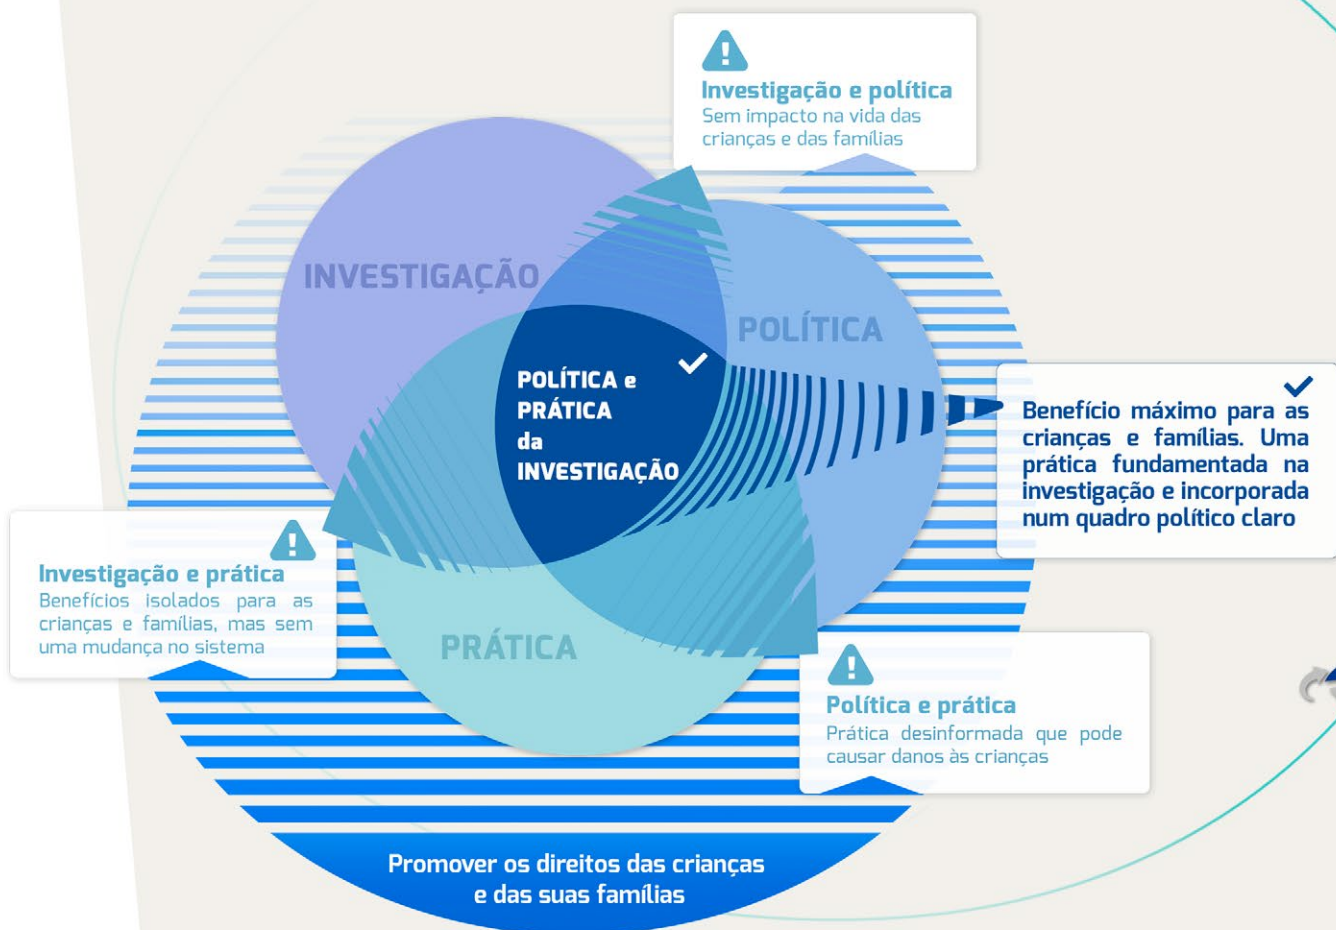 Investigação e política
Sem impacto na vida das
crianças e das famílias
INVESTIGAÇÃO
POLÍTICA
POLÍTICA e
PRÁTICA
da
INVESTIGAÇÃO
Benefício máximo para as
crianças e famílias. Uma
prática fundamentada na
investigação e incorporada
num quadro político claro
Investigação e prática
Benefícios isolados para as
crianças e famílias, mas sem
uma mudança no sistema
PRÁTICA
Política e prática
Prática desinformada que pode
causar danos às crianças
Promover os direitos das crianças
e das suas famílias